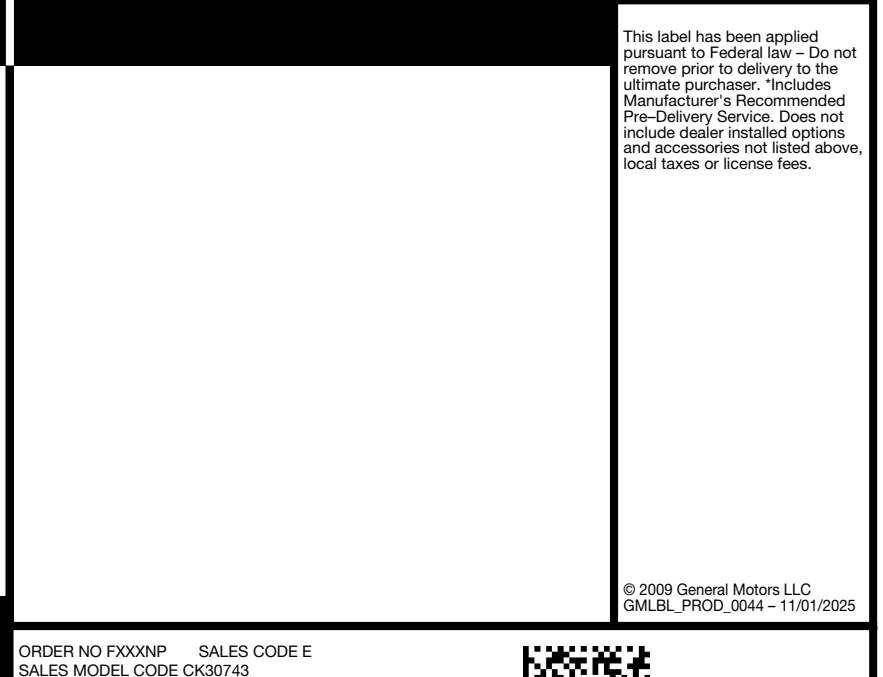 This label has been applied
pursuant to Federal law – Do not
remove prior to delivery to the
ultimate purchaser. *Includes
Manufacturer's Recommended
Pre–Delivery Service. Does not
include dealer installed options
and accessories not listed above,
local taxes or license fees.
© 2009 General Motors LLC
GMLBL_PROD_0044 – 11/01/2025
ORDER NO FXXXNP SALES CODE E
SALES MODEL CODE CK30743